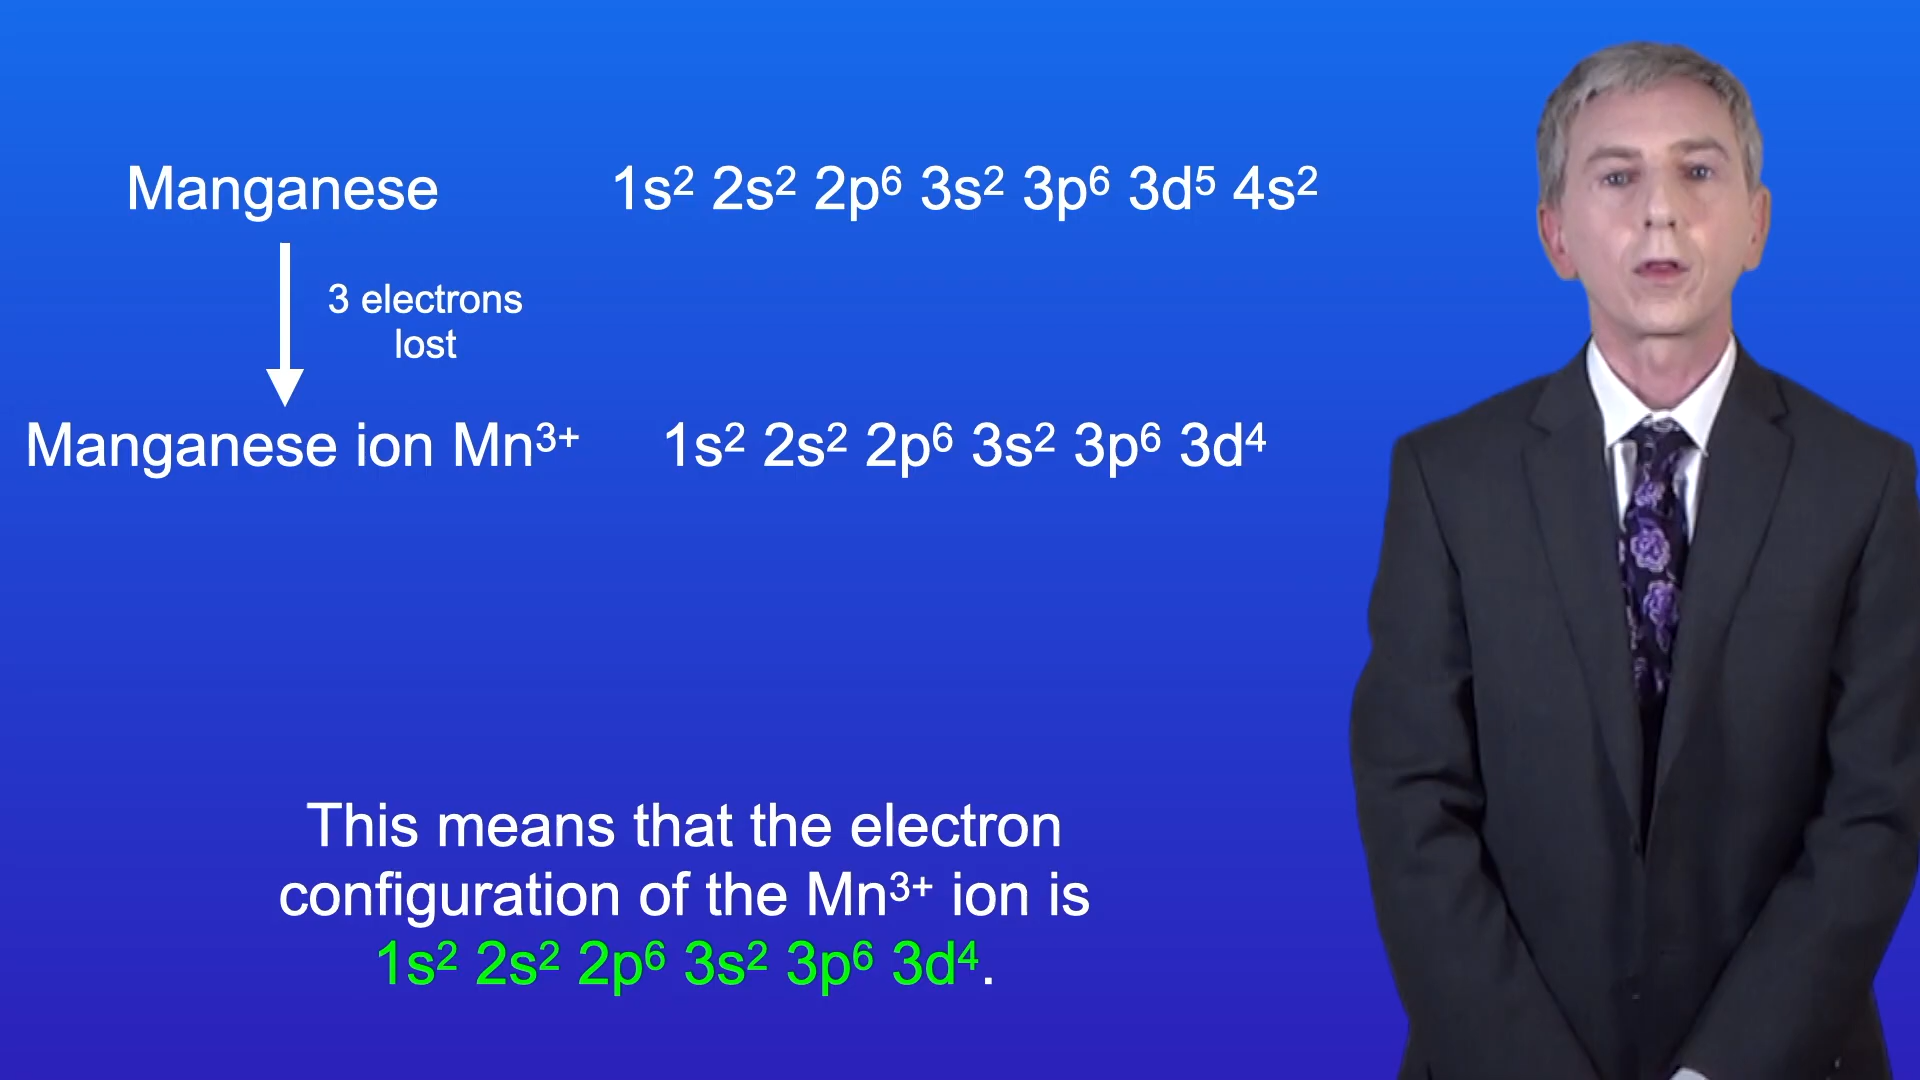 Manganese 1s² 2s² 2p⁶ 3s² 3p⁶ 3d⁵ 4s²
3 electrons
lost
Manganese ion Mn³⁺ 1s² 2s² 2p⁶ 3s² 3p⁶ 3d⁴
This means that the electron
configuration of the Mn³⁺ ion is
1s² 2s² 2p⁶ 3s² 3p⁶ 3d⁴.